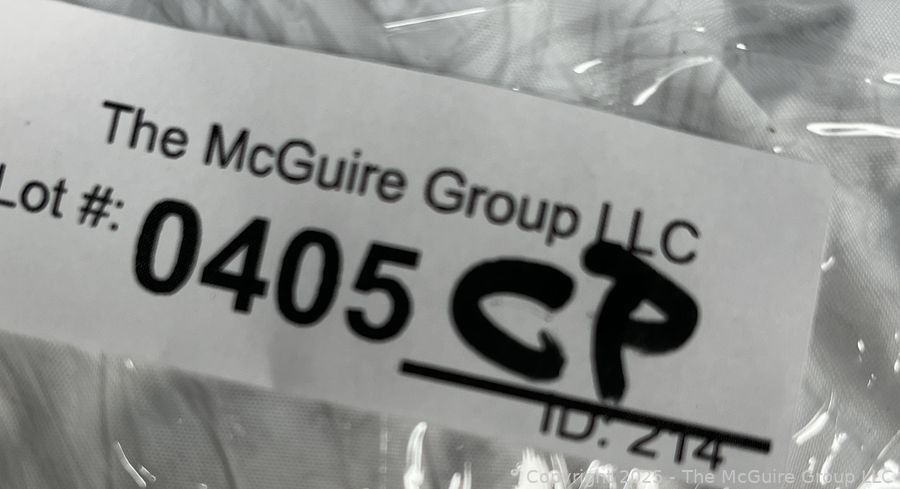 The McGuire Group LLC
Lot #: 0405 CP
ID: 214
Copyright 2025 - The McGuire Group LLC